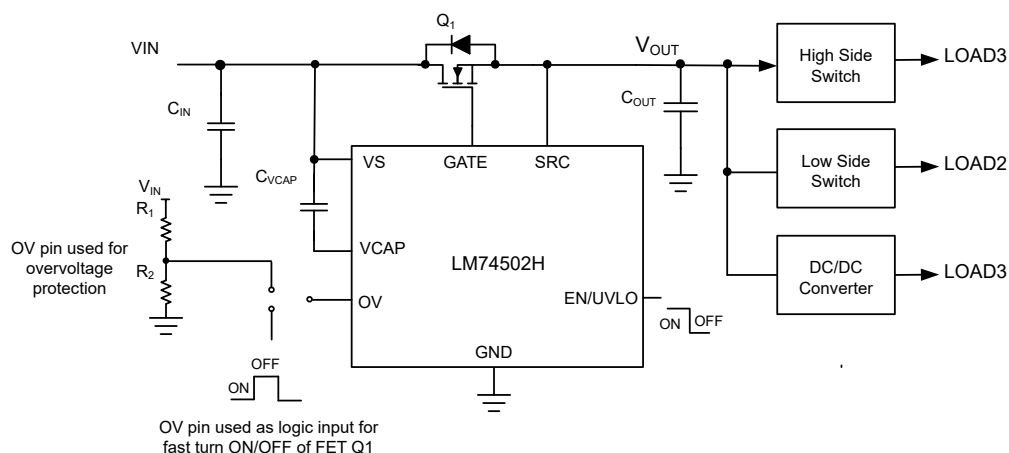 Q1
VIN
VOUT
High Side
Switch
LOAD3
CIN
COUT
VS
GATE
SRC
CVCAP
Low Side
Switch
LOAD2
VIN
R1
VCAP
OV pin used for
overvoltage
protection
R2
LM74502H
DC/DC
Converter
LOAD3
OV
EN/UVLO
ON
OFF
GND
OFF
ON
OV pin used as logic input for
fast turn ON/OFF of FET Q1